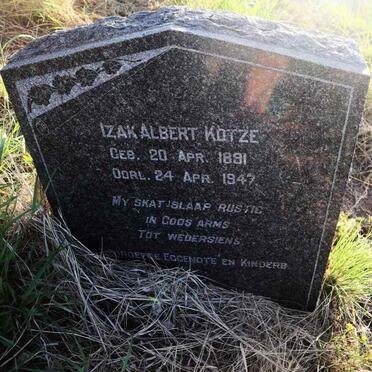 IZAK ALBERT KOTZE
GEB. 20 APR. 1891
OORL. 24 APR. 1947
MY SKAT SLAAP RUSTIG
IN GODS ARMS
TOT WEDERSIENS
EGGENOTE EN KINDERS